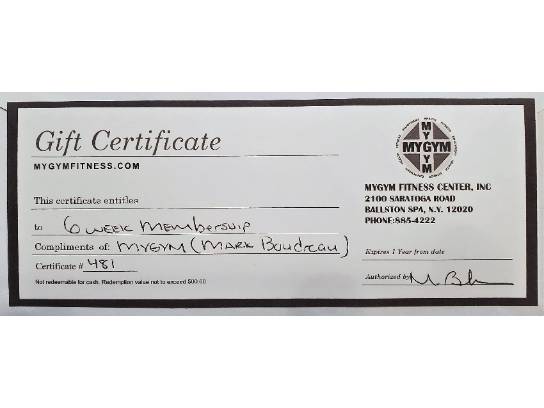 Gift Certificate
MYGYMFITNESS.COM
This certificate entitles
to 6 WEEK MEMBERSHIP
Compliments of: MYGYM (MARK BOUDREAU)
Certificate # 481
Not redeemable for cash. Redemption value not to exceed
MY
MYGYM
YM
MYGYM FITNESS CENTER, INC
2100 SARATOGA ROAD
BALLSTON SPA, N.Y. 12020
PHONE:885-4222
Expires 1 Year from date
Authorized by M B